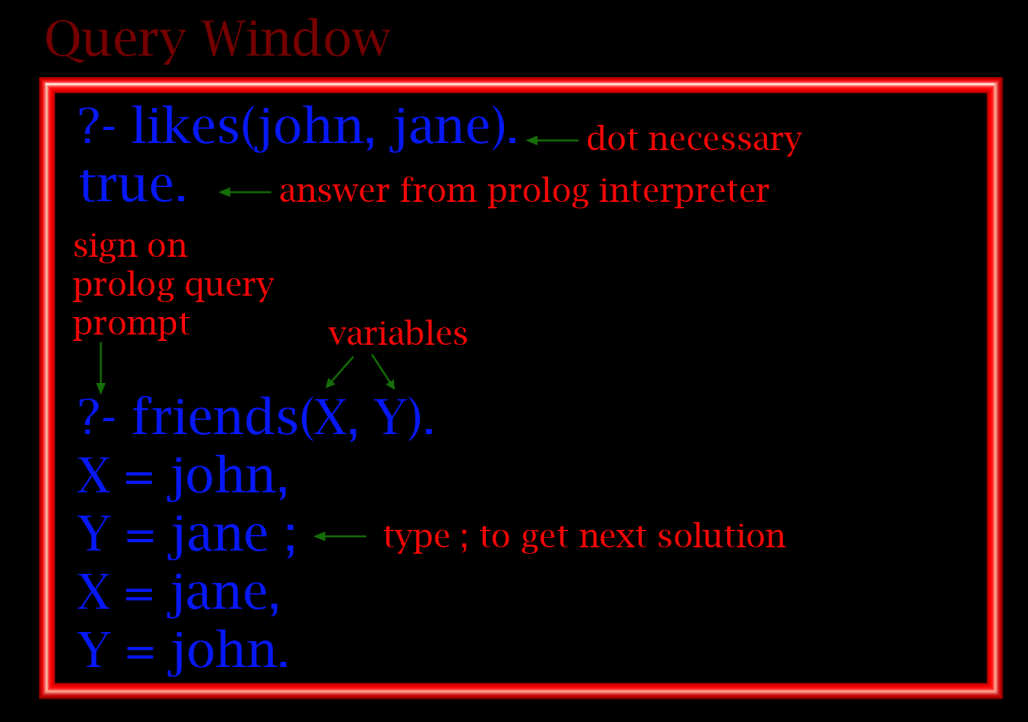 Query Window
?- likes(john, jane).
dot necessary
true.
answer from prolog interpreter
sign on
prolog query
prompt
variables
?- friends(X, Y).
X = john,
Y = jane ;
type ; to get next solution
X = jane,
Y = john.